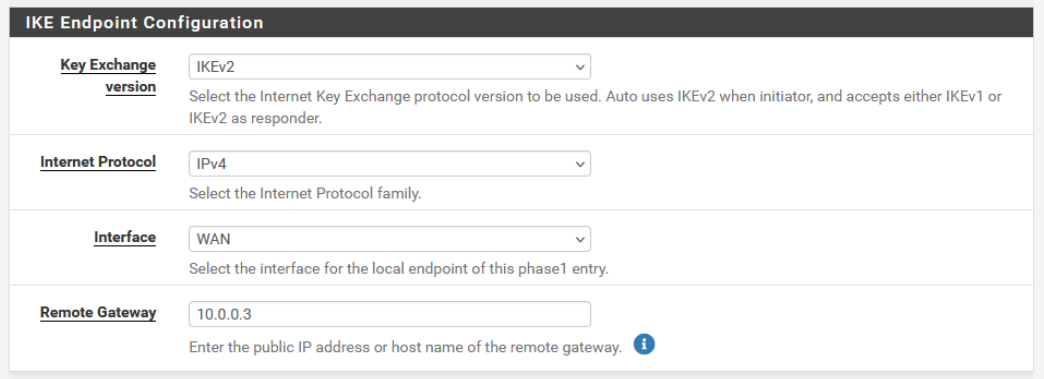 IKE Endpoint Configuration
Key Exchange
version
IKEv2
Select the Internet Key Exchange protocol version to be used. Auto uses IKEv2 when initiator, and accepts either IKEv1 or
IKEv2 as responder.
Internet Protocol
IPv4
Select the Internet Protocol family.
Interface
WAN
Select the interface for the local endpoint of this phase1 entry.
Remote Gateway
10.0.0.3
Enter the public IP address or host name of the remote gateway.